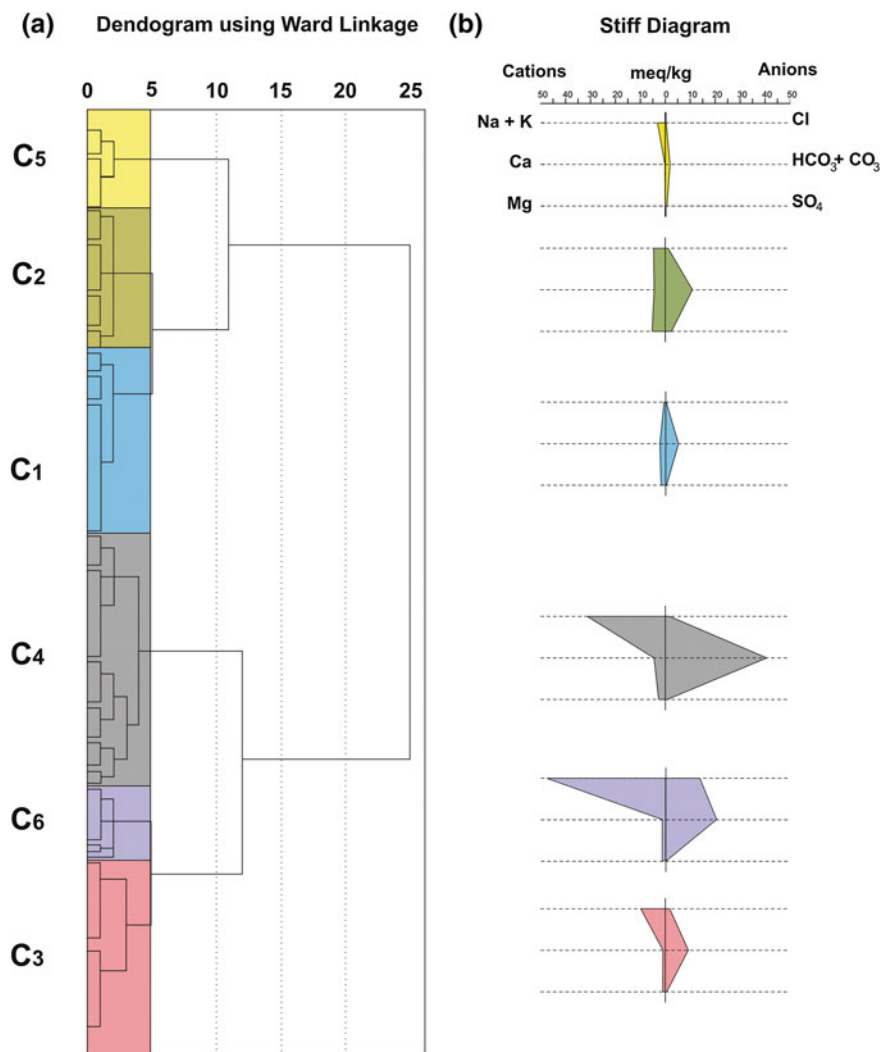 (a) Dendogram using Ward Linkage
0 5 10 15 20 25
C5
C2
C1
C4
C6
C3
(b) Stiff Diagram
Cations meq/kg Anions
50 40 30 20 10 0 10 20 30 40 50
Na + K Cl
Ca HCO3+ CO3
Mg SO4